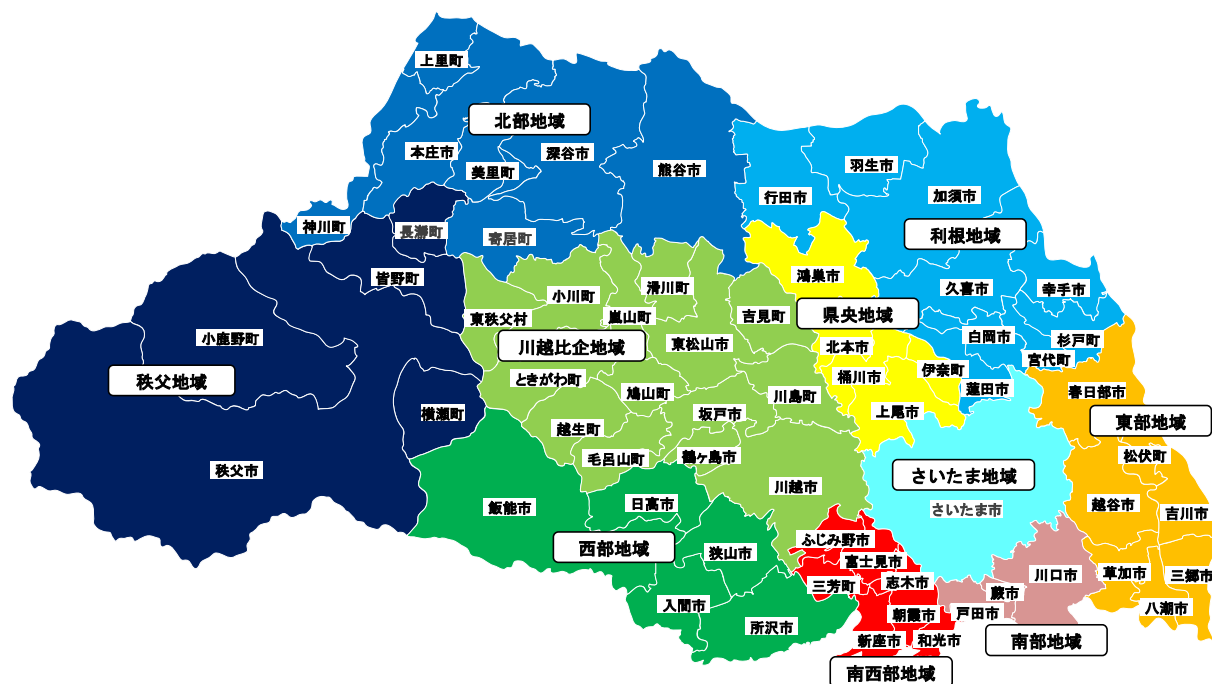 上里町
北部地域
本庄市
美里町
深谷市
熊谷市
神川町
長瀞町
寄居町
行田市
羽生市
加須市
利根地域
皆野町
鴻巣市
久喜市
幸手市
小川町
滑川町
東秩父村
嵐山町
吉見町
県央地域
小鹿野町
川越比企地域
東松山市
北本市
白岡市
杉戸町
宮代町
秩父地域
ときがわ町
鳩山町
川島町
桶川市
伊奈町
蓮田市
春日部市
横瀬町
坂戸市
上尾市
東部地域
越生町
毛呂山町
鶴ヶ島市
松伏町
秩父市
さいたま地域
川越市
飯能市
日高市
さいたま市
越谷市
吉川市
西部地域
狭山市
ふじみ野市
富士見市
三芳町
志木市
川口市
草加市
三郷市
蕨市
入間市
朝霞市
戸田市
八潮市
所沢市
新座市
和光市
南部地域
南西部地域